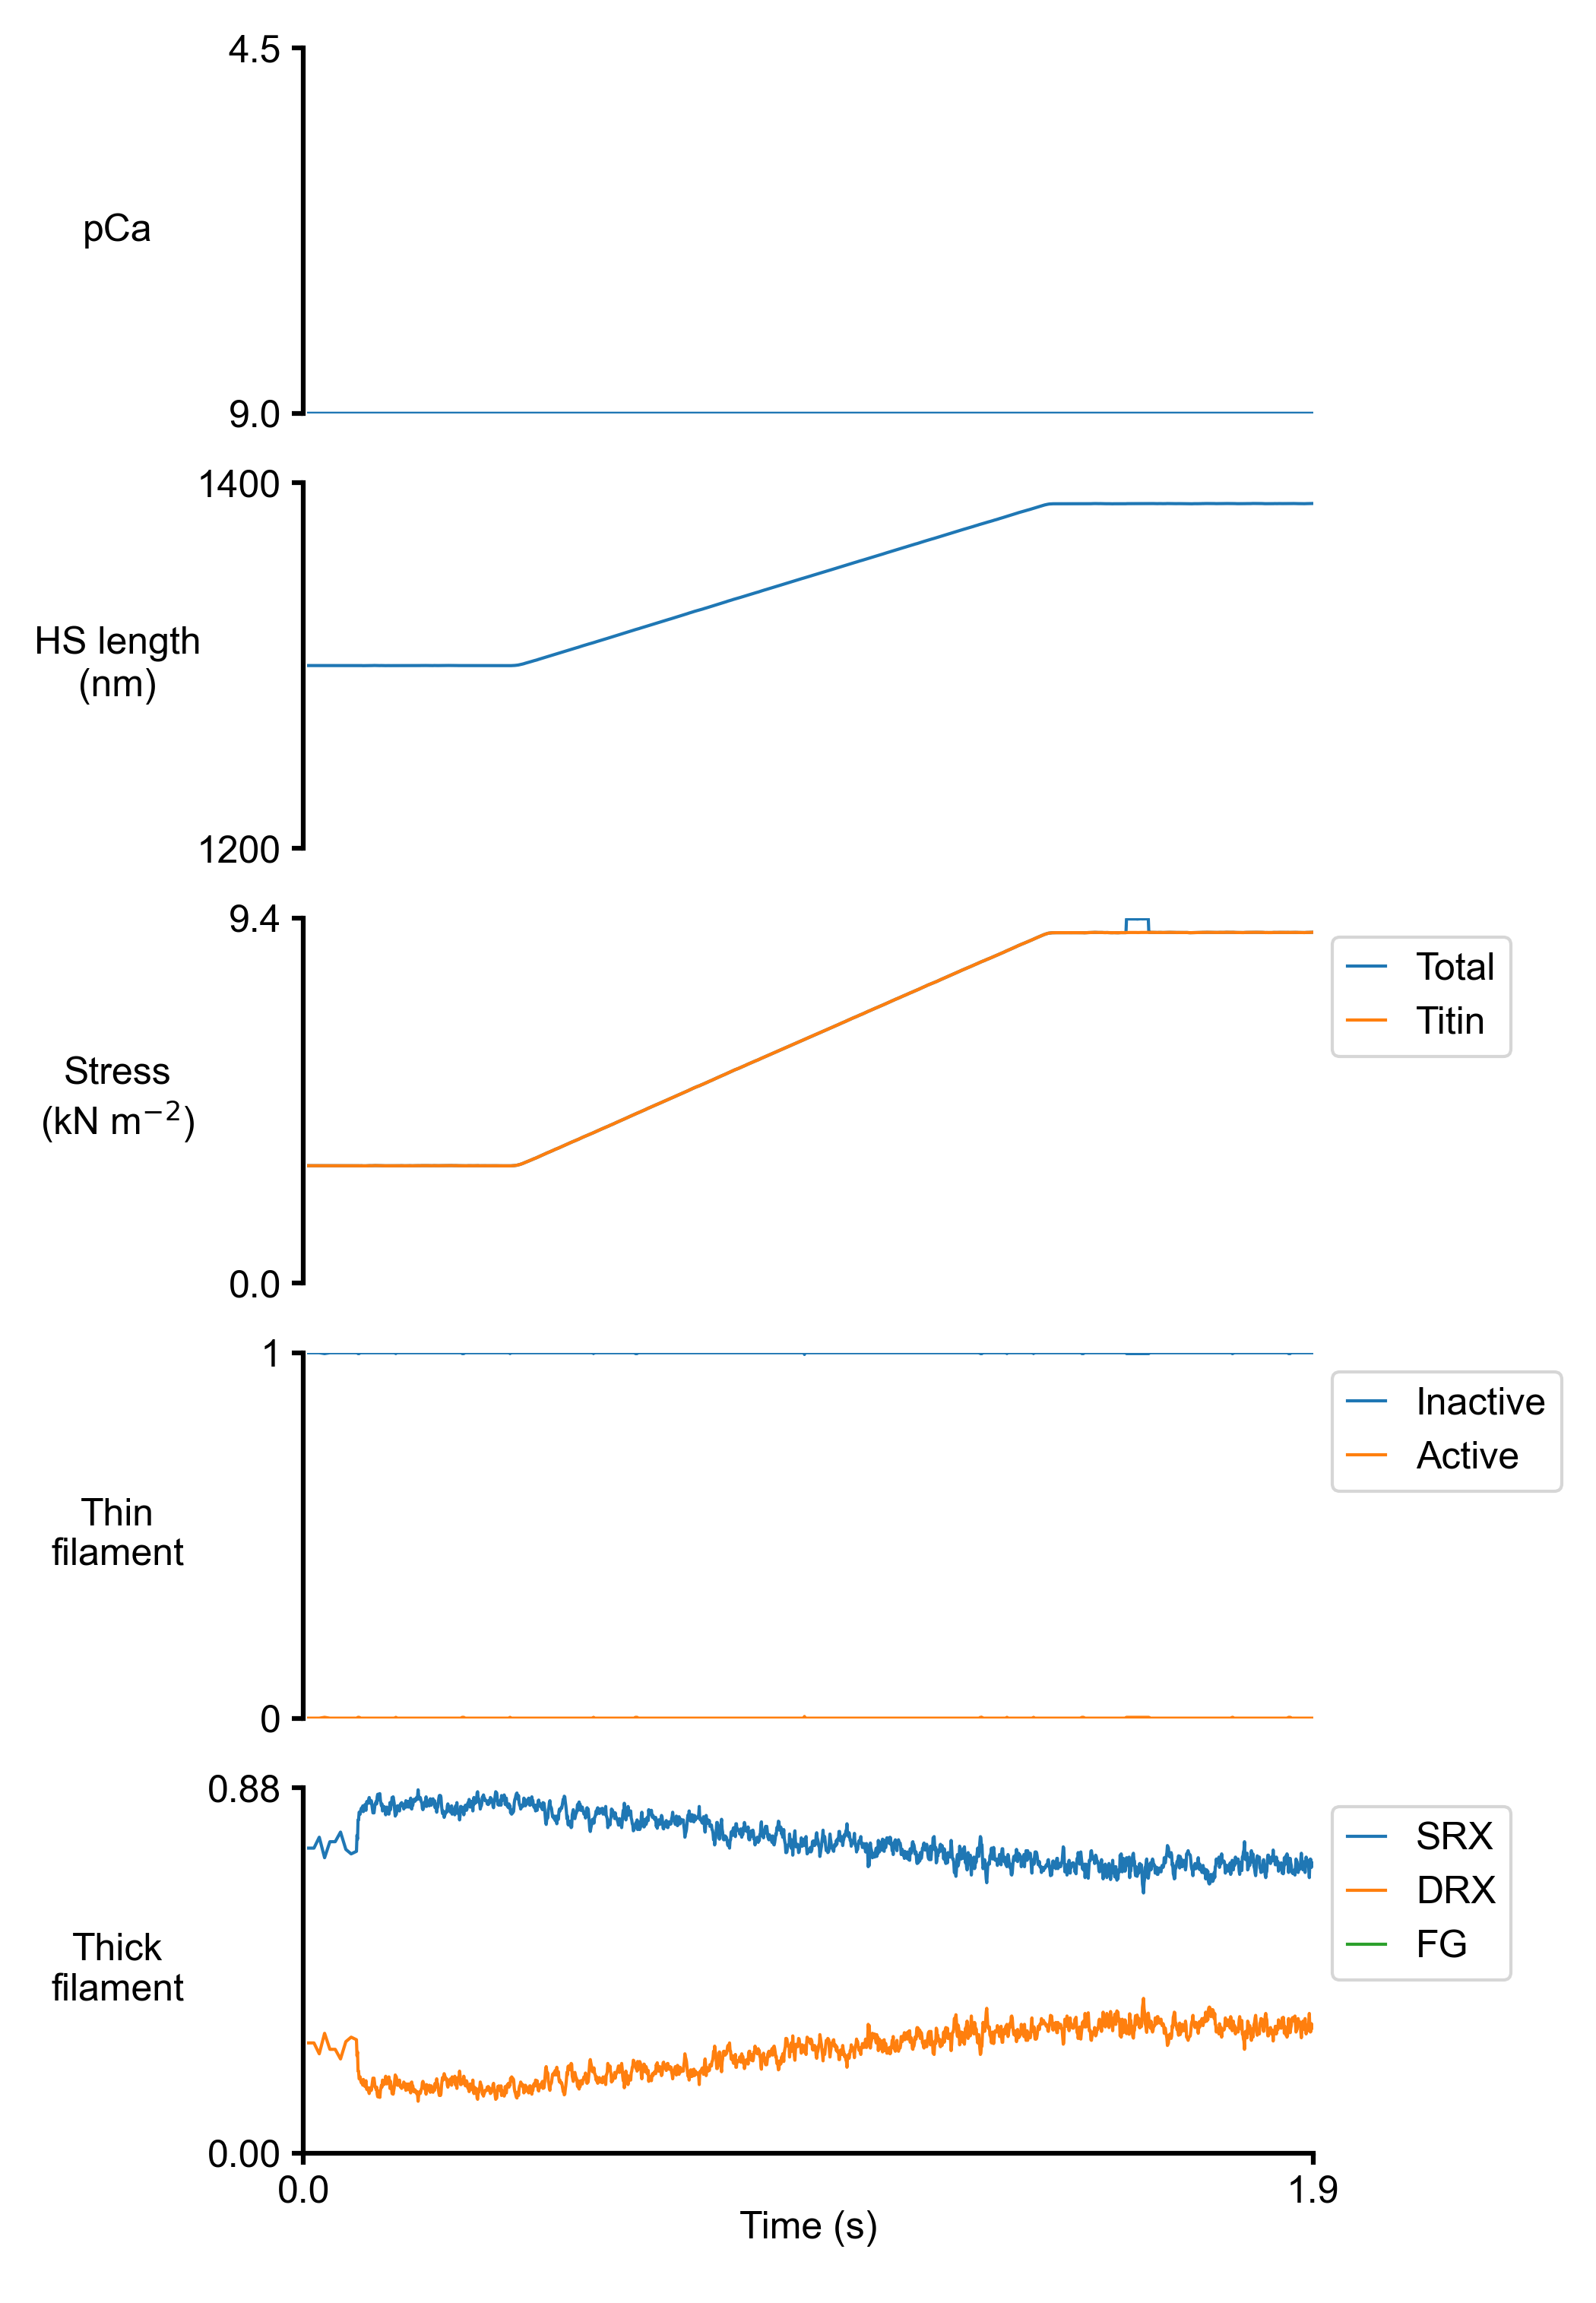 4.5
pCa
9.0
1400
HS length
(nm)
1200
9.4
Total
Titin
Stress
(kN m⁻²)
0.0
1
Inactive
Active
Thin
filament
0
0.88
SRX
DRX
FG
Thick
filament
0.00
0.0
1.9
Time (s)